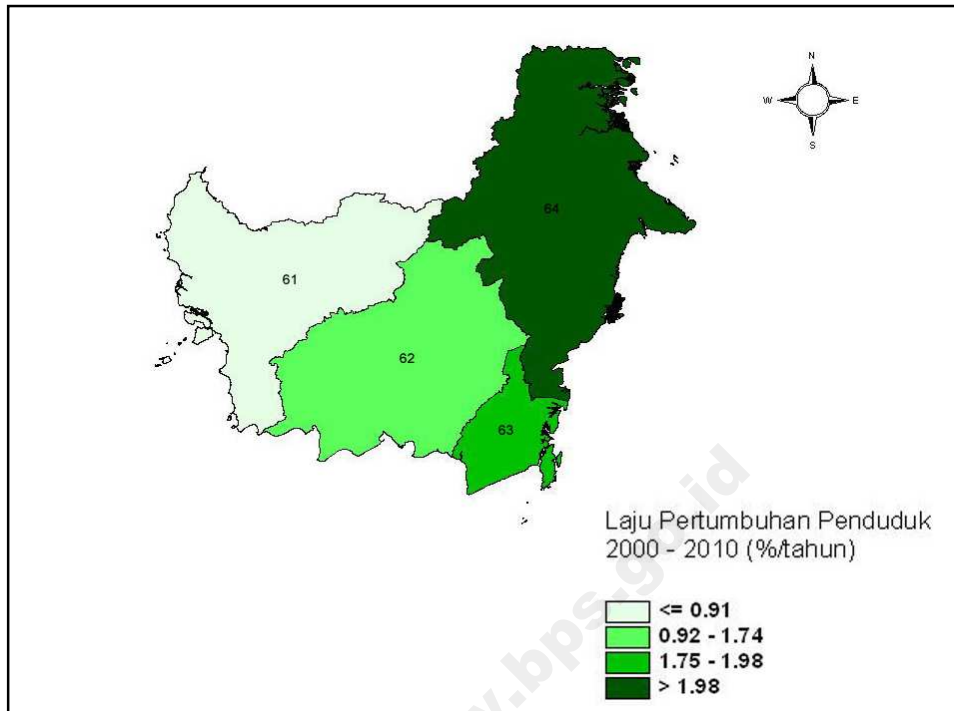 N
W E
S
64
61
62
63
Laju Pertumbuhan Penduduk
2000 - 2010 (%/tahun)
<= 0.91
0.92 - 1.74
1.75 - 1.98
> 1.98
w.bps.go.id